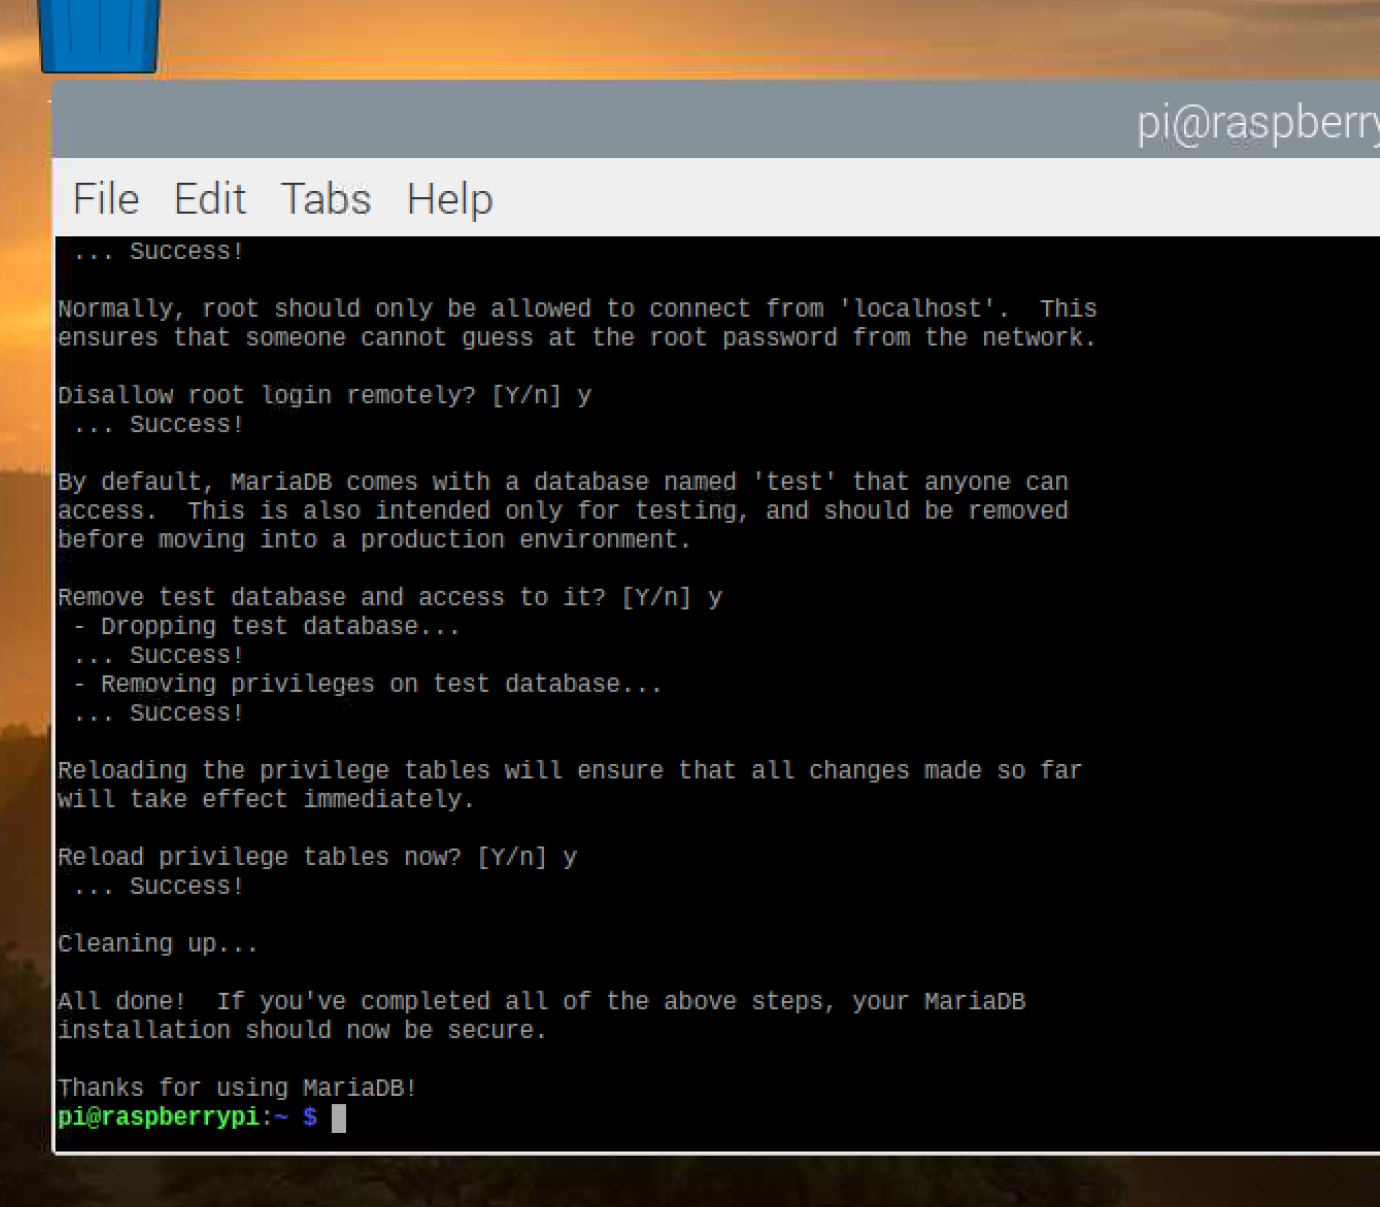 pi@raspberry
File Edit Tabs Help
... Success!
Normally, root should only be allowed to connect from 'localhost'.  This
ensures that someone cannot guess at the root password from the network.
Disallow root login remotely? [Y/n] y
... Success!
By default, MariaDB comes with a database named 'test' that anyone can
access.  This is also intended only for testing, and should be removed
before moving into a production environment.
Remove test database and access to it? [Y/n] y
- Dropping test database...
... Success!
- Removing privileges on test database...
... Success!
Reloading the privilege tables will ensure that all changes made so far
will take effect immediately.
Reload privilege tables now? [Y/n] y
... Success!
Cleaning up...
All done!  If you've completed all of the above steps, your MariaDB
installation should now be secure.
Thanks for using MariaDB!
pi@raspberrypi:~ $